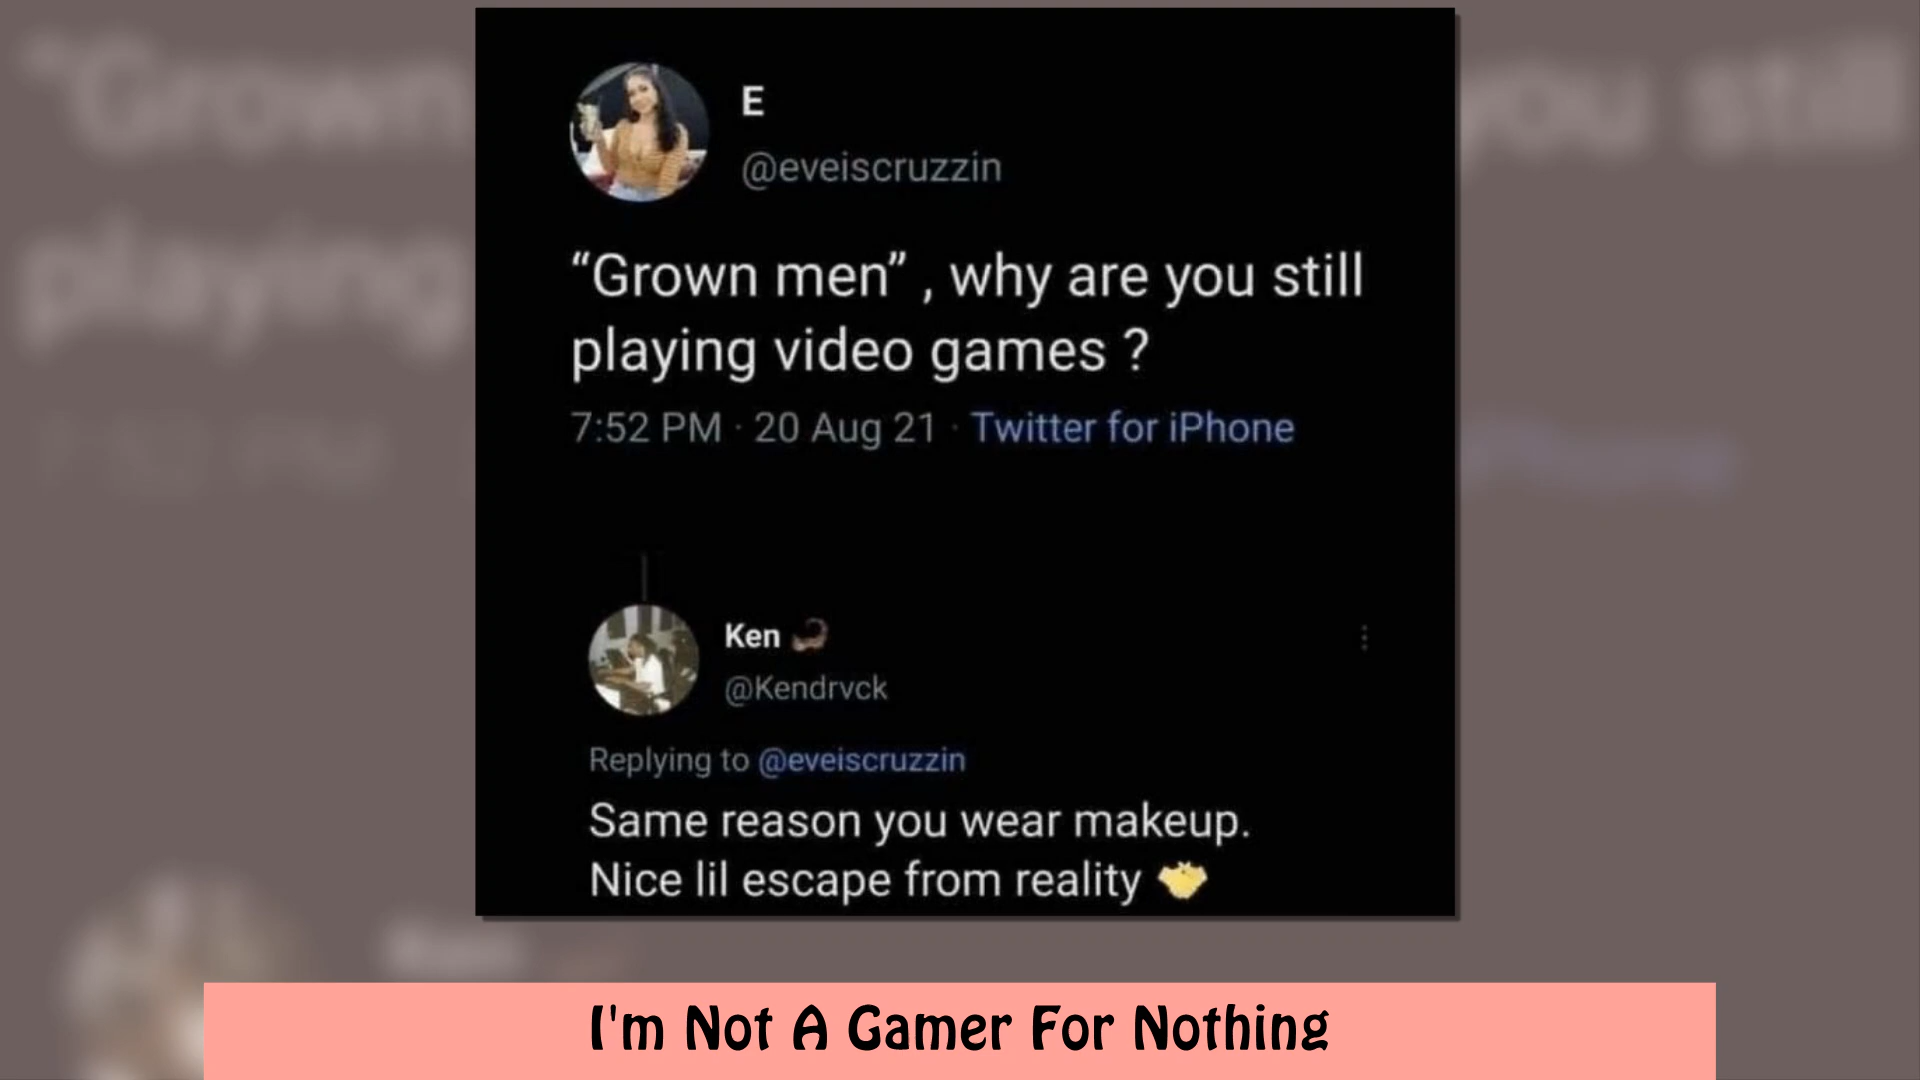 E
@eveiscruzzin
“Grown men” , why are you still
playing video games ?
7:52 PM · 20 Aug 21 · Twitter for iPhone
Ken
@Kendrvck
Replying to @eveiscruzzin
Same reason you wear makeup.
Nice lil escape from reality
I'm Not A Gamer For Nothing